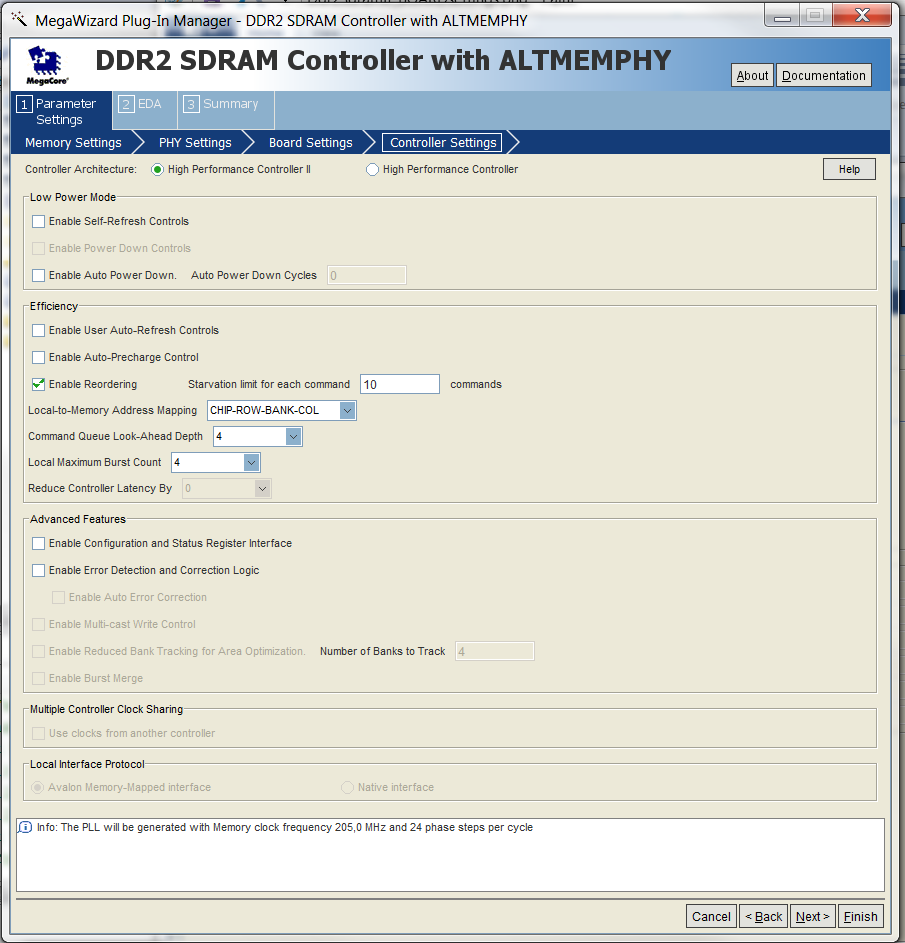 MegaWizard Plug-In Manager - DDR2 SDRAM Controller with ALTMEMPHY
DDR2 SDRAM Controller with ALTMEMPHY
MegaCore®
About
Documentation
1 Parameter Settings
2 EDA
3 Summary
Memory Settings
PHY Settings
Board Settings
Controller Settings
Controller Architecture: High Performance Controller II High Performance Controller
Help
Low Power Mode
Enable Self-Refresh Controls
Enable Power Down Controls
Enable Auto Power Down. Auto Power Down Cycles 0
Efficiency
Enable User Auto-Refresh Controls
Enable Auto-Precharge Control
Enable Reordering Starvation limit for each command 10 commands
Local-to-Memory Address Mapping CHIP-ROW-BANK-COL
Command Queue Look-Ahead Depth 4
Local Maximum Burst Count 4
Reduce Controller Latency By 0
Advanced Features
Enable Configuration and Status Register Interface
Enable Error Detection and Correction Logic
Enable Auto Error Correction
Enable Multi-cast Write Control
Enable Reduced Bank Tracking for Area Optimization. Number of Banks to Track 4
Enable Burst Merge
Multiple Controller Clock Sharing
Use clocks from another controller
Local Interface Protocol
Avalon Memory-Mapped interface Native interface
Info: The PLL will be generated with Memory clock frequency 205,0 MHz and 24 phase steps per cycle
Cancel
< Back
Next >
Finish